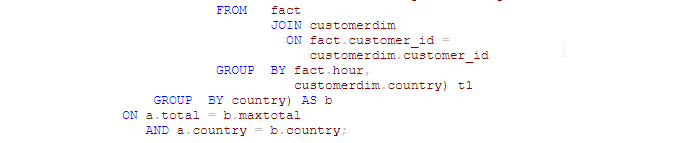 FROM fact
JOIN customerdim
ON fact.customer_id =
customerdim.customer_id
GROUP BY fact.hour,
customerdim.country) t1
GROUP BY country) AS b
ON a.total = b.maxtotal
AND a.country = b.country;